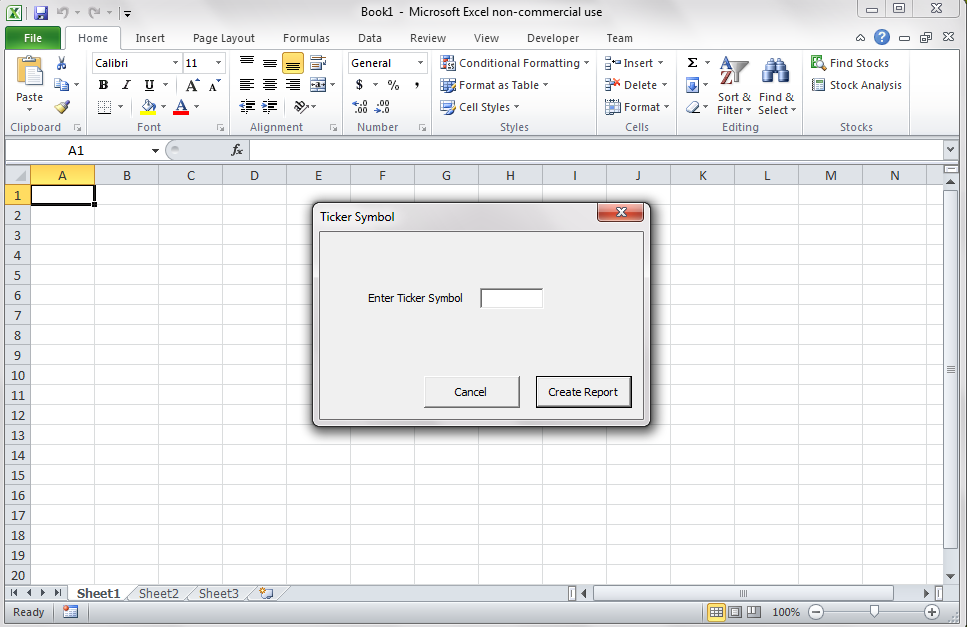 Book1 - Microsoft Excel non-commercial use
File Home Insert Page Layout Formulas Data Review View Developer Team
Calibri 11 General Conditional Formatting Insert Σ Find Stocks
Paste B I U A A $ % , Format as Table Delete Sort & Filter Find & Select Stock Analysis
A .00 .00 Cell Styles Format
Clipboard Font Alignment Number Styles Cells Editing Stocks
A1 fx
A B C D E F G H I J K L M N
1
2
Ticker Symbol
3
4
5
6
Enter Ticker Symbol
7
8
9
10
11
Cancel Create Report
12
13
14
15
16
17
18
19
20
Sheet1 Sheet2 Sheet3
Ready 100%